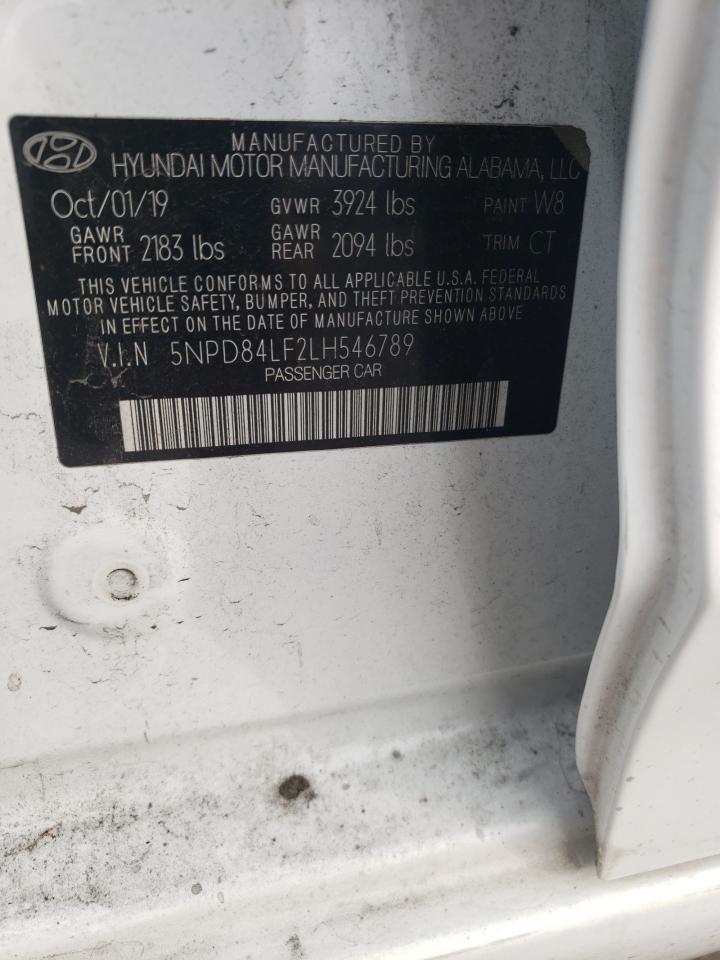 MANUFACTURED BY
HYUNDAI MOTOR MANUFACTURING ALABAMA, LLC
Oct/01/19 GVWR 3924 lbs PAINT W8
GAWR FRONT 2183 lbs GAWR REAR 2094 lbs TRIM CT
THIS VEHICLE CONFORMS TO ALL APPLICABLE U.S.A. FEDERAL
MOTOR VEHICLE SAFETY, BUMPER, AND THEFT PREVENTION STANDARDS
IN EFFECT ON THE DATE OF MANUFACTURE SHOWN ABOVE
V.I.N 5NPD84LF2LH546789
PASSENGER CAR